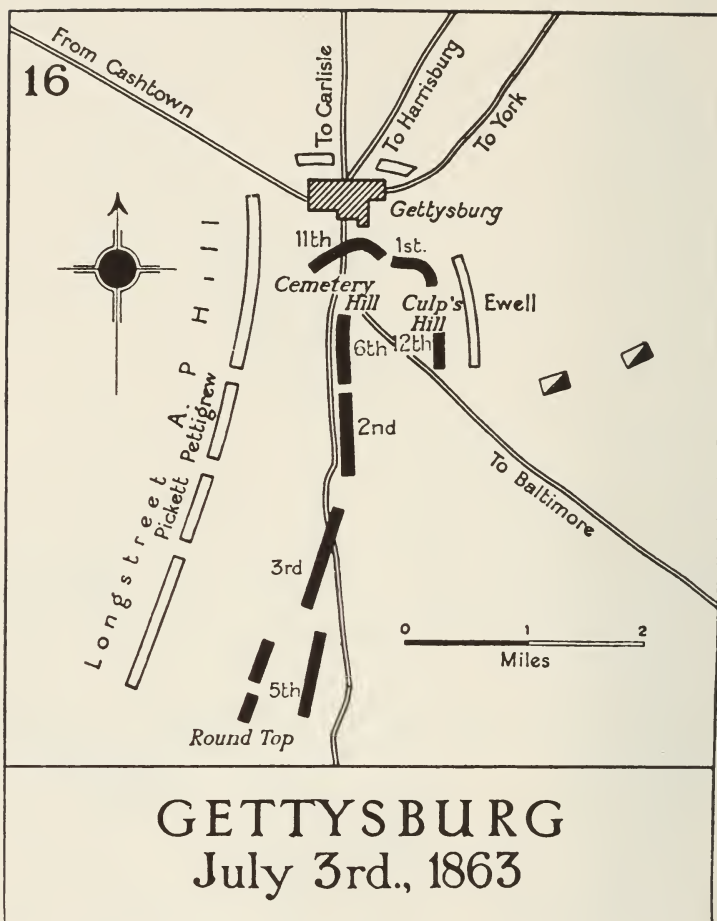 16
From Cashtown
To Carlisle
To Harrisburg
To York
Gettysburg
11th
1st.
Cemetery
Hill
Culp's
Hill
Ewell
6th
12th
2nd
A. P. Hill
Pettigrew
Pickett
Longstreet
To Baltimore
3rd
0 1 2
Miles
5th
Round Top
GETTYSBURG
July 3rd., 1863